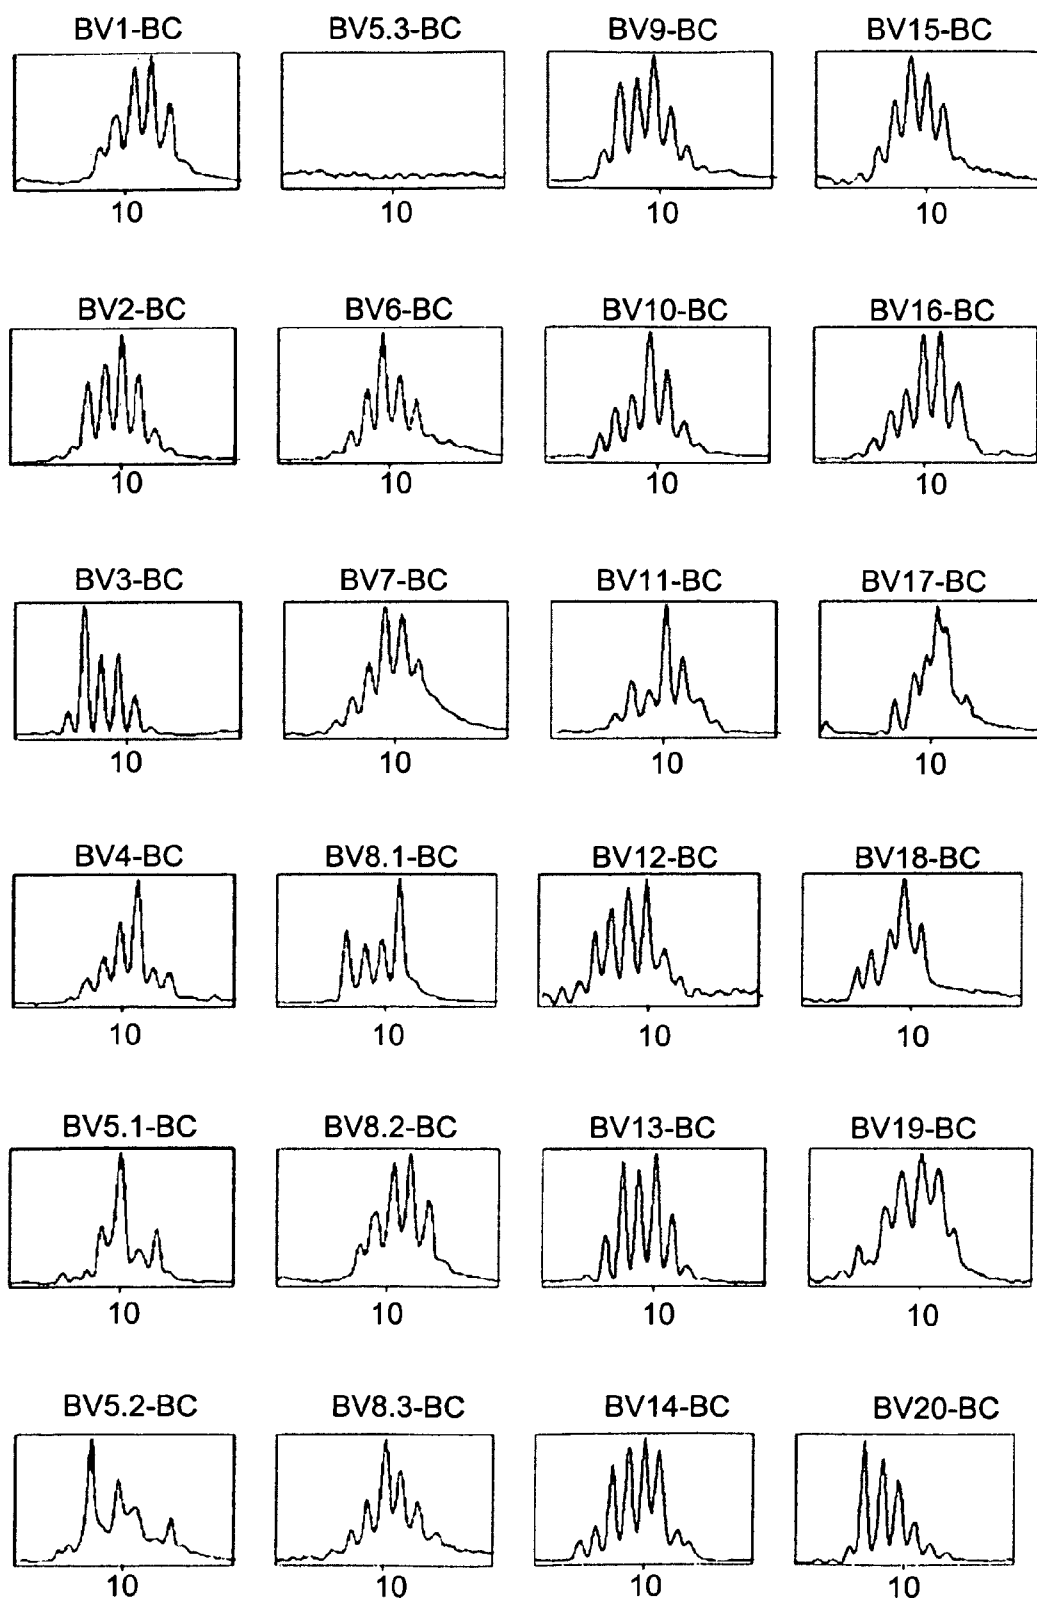 BV1-BC BV5.3-BC BV9-BC BV15-BC
10 10 10 10
BV2-BC BV6-BC BV10-BC BV16-BC
10 10 10 10
BV3-BC BV7-BC BV11-BC BV17-BC
10 10 10 10
BV4-BC BV8.1-BC BV12-BC BV18-BC
10 10 10 10
BV5.1-BC BV8.2-BC BV13-BC BV19-BC
10 10 10 10
BV5.2-BC BV8.3-BC BV14-BC BV20-BC
10 10 10 10